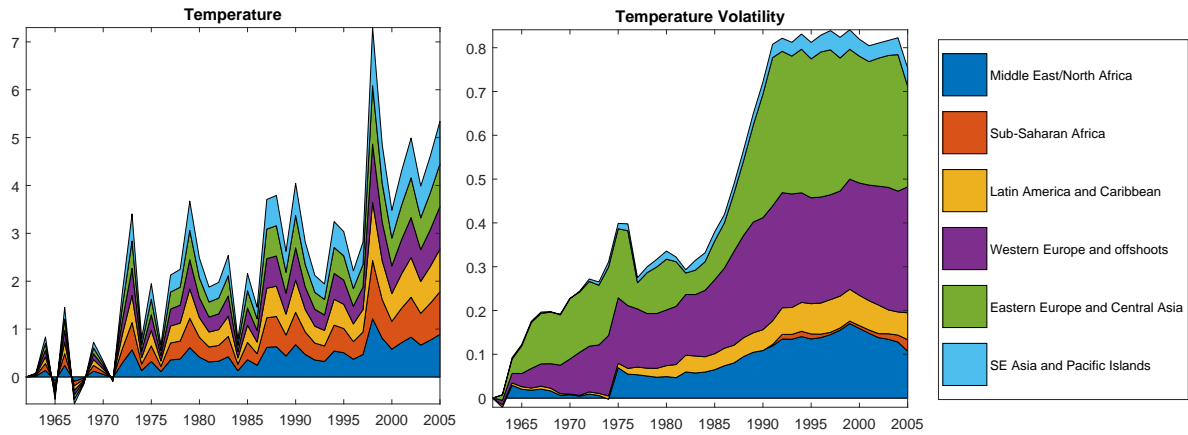 Temperature
7
6
5
4
3
2
1
0
1965 1970 1975 1980 1985 1990 1995 2000 2005
Temperature Volatility
0.8
0.7
0.6
0.5
0.4
0.3
0.2
0.1
0
1965 1970 1975 1980 1985 1990 1995 2000 2005
Middle East/North Africa
Sub-Saharan Africa
Latin America and Caribbean
Western Europe and offshoots
Eastern Europe and Central Asia
SE Asia and Pacific Islands